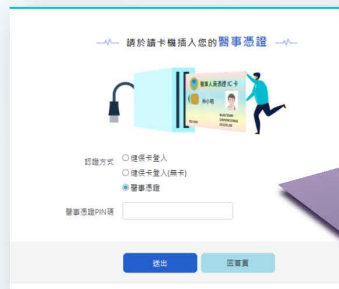 請於讀卡機插入您的醫事憑證
醫事人員憑證 IC 卡
認證方式
健保卡登入
健保卡登入(無卡)
醫事憑證
醫事憑證PIN碼
送出
回首頁